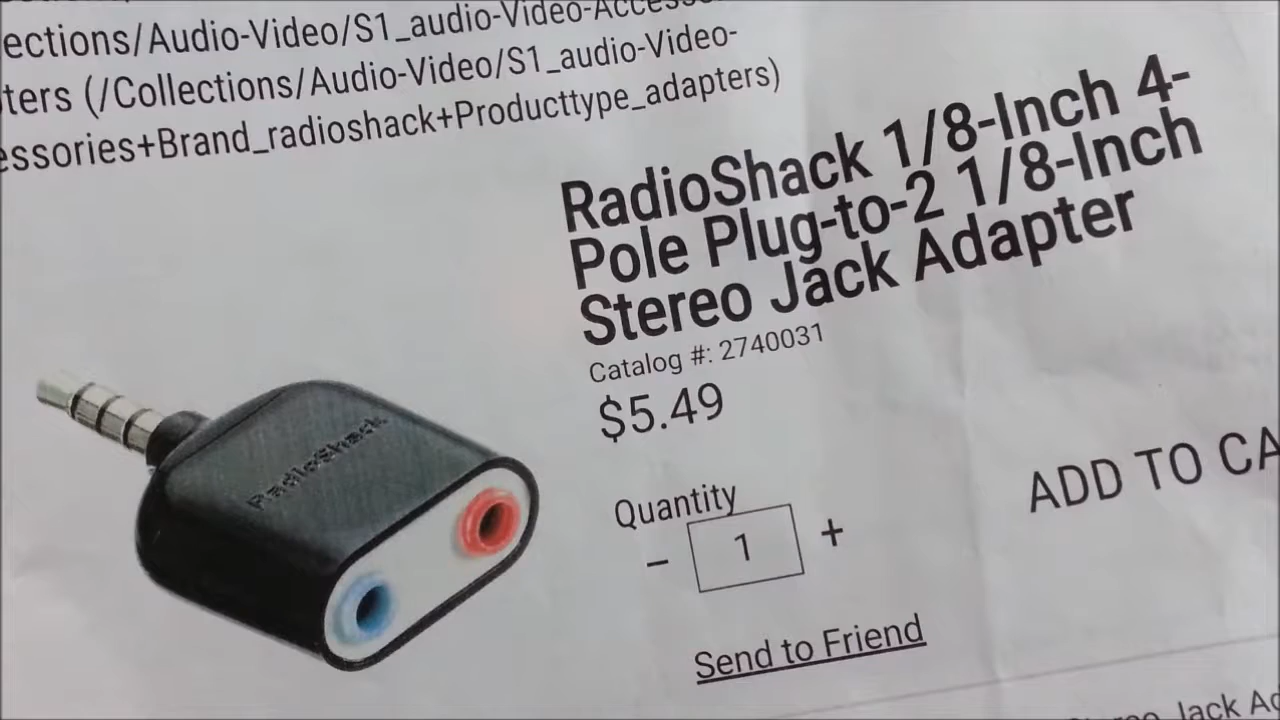 ections/Audio-Video/S1_audio-Video-Access
ters (/Collections/Audio-Video/S1_audio-Video-
essories+Brand_radioshack+Producttype_adapters)
RadioShack 1/8-Inch 4-
Pole Plug-to-2 1/8-Inch
Stereo Jack Adapter
Catalog #: 2740031
$5.49
RadioShack
Quantity
- 1 +
ADD TO CA
Send to Friend
Jack Ad